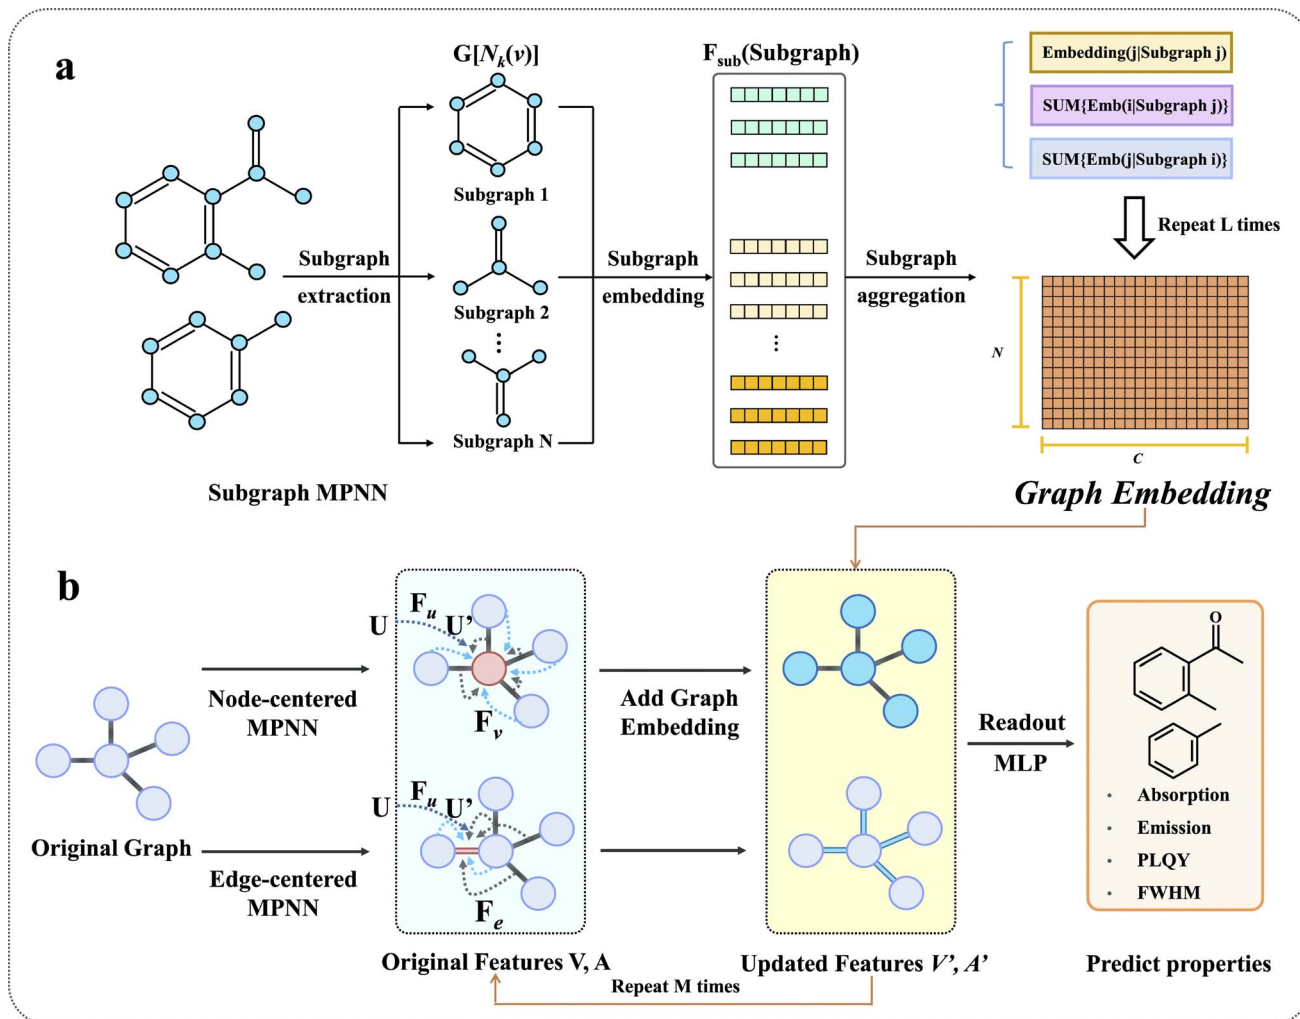 a
G[N_k(v)]
Subgraph 1
Subgraph 2
⋮
Subgraph N
Subgraph
extraction
Subgraph
embedding
F_sub(Subgraph)
⋮
Subgraph
aggregation
Embedding(j|Subgraph j)
SUM{Emb(i|Subgraph j)}
SUM{Emb(j|Subgraph i)}
Repeat L times
N
C
Subgraph MPNN
Graph Embedding
b
Original Graph
Node-centered
MPNN
Edge-centered
MPNN
U
F_u
U’
F_v
U
F_u
U’
F_e
Original Features V, A
Add Graph
Embedding
Updated Features V’, A’
Repeat M times
Readout
MLP
O
• Absorption
• Emission
• PLQY
• FWHM
Predict properties